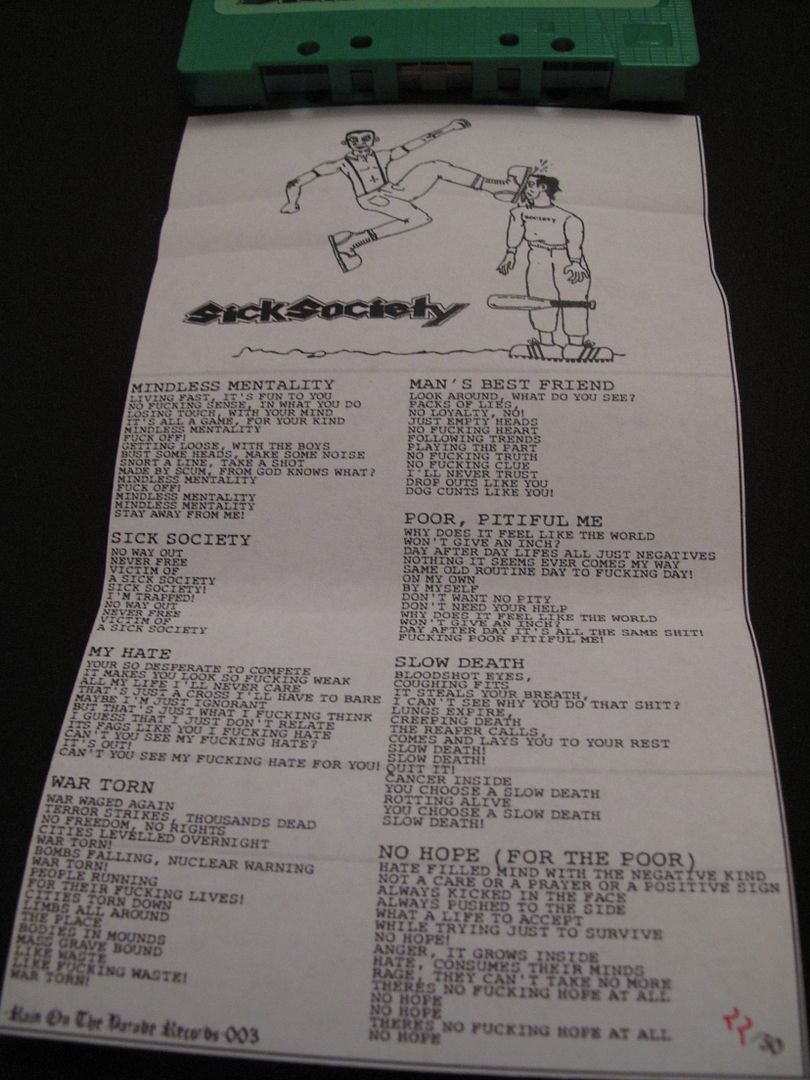 SOCIETY
Sick Society
MINDLESS MENTALITY
LIVING FAST, IT'S FUN TO YOU
NO FUCKING SENSE, IN WHAT YOU DO
LOSING TOUCH, WITH YOUR MIND
IT'S ALL A GAME, FOR YOUR KIND
MINDLESS MENTALITY
FUCK OFF!
GETTING LOOSE, WITH THE BOYS
BUST SOME HEADS, MAKE SOME NOISE
SNORT A LINE, TAKE A SHOT
MADE BY SCUM, FROM GOD KNOWS WHAT?
MINDLESS MENTALITY
FUCK OFF!
MINDLESS MENTALITY
MINDLESS MENTALITY
STAY AWAY FROM ME!
SICK SOCIETY
NO WAY OUT
NEVER FREE
VICTIM OF
A SICK SOCIETY
SICK SOCIETY!
I'M TRAPPED!
NO WAY OUT
NEVER FREE
VICTIM OF
A SICK SOCIETY
MY HATE
YOUR SO DESPERATE TO COMPETE
IT MAKES YOU LOOK SO FUCKING WEAK
ALL MY LIFE I'LL NEVER CARE
THAT'S JUST A CROSS I'LL HAVE TO BARE
MAYBE I'M JUST IGNORANT
BUT THAT'S JUST WHAT I FUCKING THINK
I GUESS THAT I JUST DON'T RELATE
ITS FAGS LIKE YOU I FUCKING HATE
CAN'T YOU SEE MY FUCKING HATE?
IT'S OUT!
CAN'T YOU SEE MY FUCKING HATE FOR YOU!
WAR TORN
WAR WAGED AGAIN
TERROR STRIKES, THOUSANDS DEAD
NO FREEDOM, NO RIGHTS
CITIES LEVELLED OVERNIGHT
WAR TORN!
BOMBS FALLING, NUCLEAR WARNING
WAR TORN!
PEOPLE RUNNING
FOR THEIR FUCKING LIVES!
CITIES TORN DOWN
LIMBS ALL AROUND
THE PLACE
BODIES IN MOUNDS
MASS GRAVE BOUND
LIKE WASTE
LIKE FUCKING WASTE!
WAR TORN!
MAN'S BEST FRIEND
LOOK AROUND, WHAT DO YOU SEE?
PACKS OF LIES,
NO LOYALTY, NO!
JUST EMPTY HEADS
NO FUCKING HEART
FOLLOWING TRENDS
PLAYING THE PART
NO FUCKING TRUTH
NO FUCKING CLUE
I'LL NEVER TRUST
DROP OUTS LIKE YOU
DOG CUNTS LIKE YOU!
POOR, PITIFUL ME
WHY DOES IT FEEL LIKE THE WORLD
WON'T GIVE AN INCH?
DAY AFTER DAY LIFES ALL JUST NEGATIVES
NOTHING IT SEEMS EVER COMES MY WAY
SAME OLD ROUTINE DAY TO FUCKING DAY!
ON MY OWN
BY MYSELF
DON'T WANT NO PITY
DON'T NEED YOUR HELP
WHY DOES IT FEEL LIKE THE WORLD
WON'T GIVE AN INCH?
DAY AFTER DAY IT'S ALL THE SAME SHIT!
FUCKING POOR PITIFUL ME!
SLOW DEATH
BLOODSHOT EYES,
COUGHING FITS
IT STEALS YOUR BREATH,
I CAN'T SEE WHY YOU DO THAT SHIT?
LUNGS EXPIRE,
CREEPING DEATH
THE REAPER CALLS,
COMES AND LAYS YOU TO YOUR REST
SLOW DEATH!
SLOW DEATH!
QUIT IT!
CANCER INSIDE
YOU CHOOSE A SLOW DEATH
ROTTING ALIVE
YOU CHOOSE A SLOW DEATH
SLOW DEATH!
NO HOPE (FOR THE POOR)
HATE FILLED MIND WITH THE NEGATIVE KIND
NOT A CARE OR A PRAYER OR A POSITIVE SIGN
ALWAYS KICKED IN THE FACE
ALWAYS PUSHED TO THE SIDE
WHAT A LIFE TO ACCEPT
WHILE TRYING JUST TO SURVIVE
NO HOPE!
ANGER, IT GROWS INSIDE
HATE, CONSUMES THEIR MINDS
RAGE, THEY CAN'T TAKE NO MORE
THERES NO FUCKING HOPE AT ALL
NO HOPE
NO HOPE
THERES NO FUCKING HOPE AT ALL
NO HOPE
Rain On The Parade Records 003
22/30